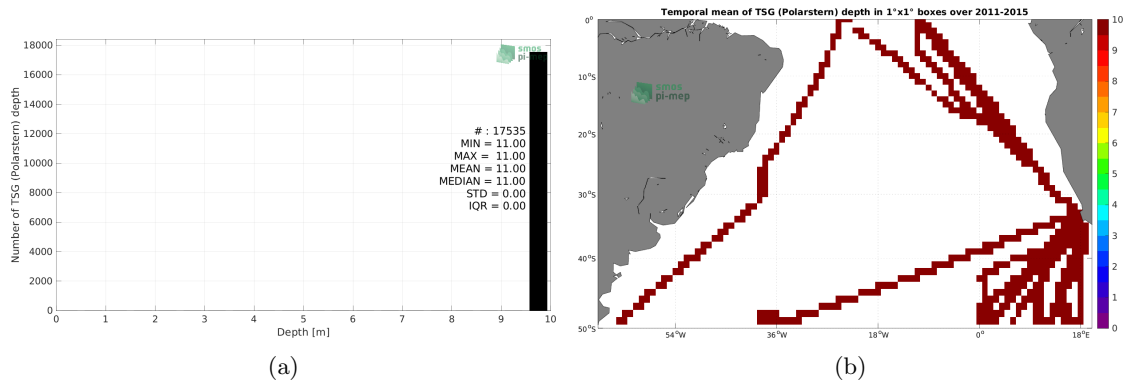 18000
16000
14000
12000
10000
8000
6000
4000
2000
0
Number of TSG (Polarstern) depth
smos
pi-mep
# : 17535
MIN = 11.00
MAX = 11.00
MEAN = 11.00
MEDIAN = 11.00
STD = 0.00
IQR = 0.00
0 1 2 3 4 5 6 7 8 9 10
Depth [m]
(a)
Temporal mean of TSG (Polarstern) depth in 1°x1° boxes over 2011-2015
0°
10°S
20°S
30°S
40°S
50°S
smos
pi-mep
54°W 36°W 18°W 0° 18°E
10
9
8
7
6
5
4
3
2
1
0
(b)